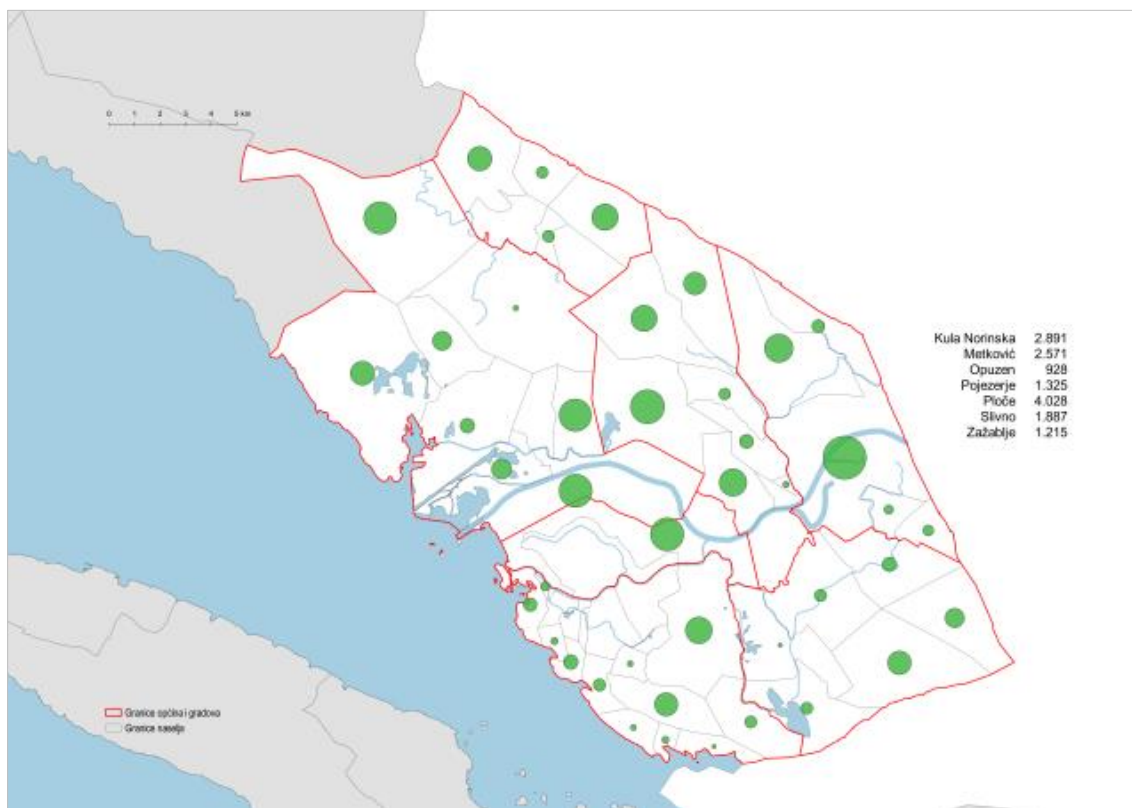 0 1 2 3 4 5 km
Kula Norinska 2.891
Metković 2.571
Opuzen 928
Pojezerje 1.325
Ploče 4.028
Slivno 1.887
Zažablje 1.215
Granice općina i gradova
Granice naselja